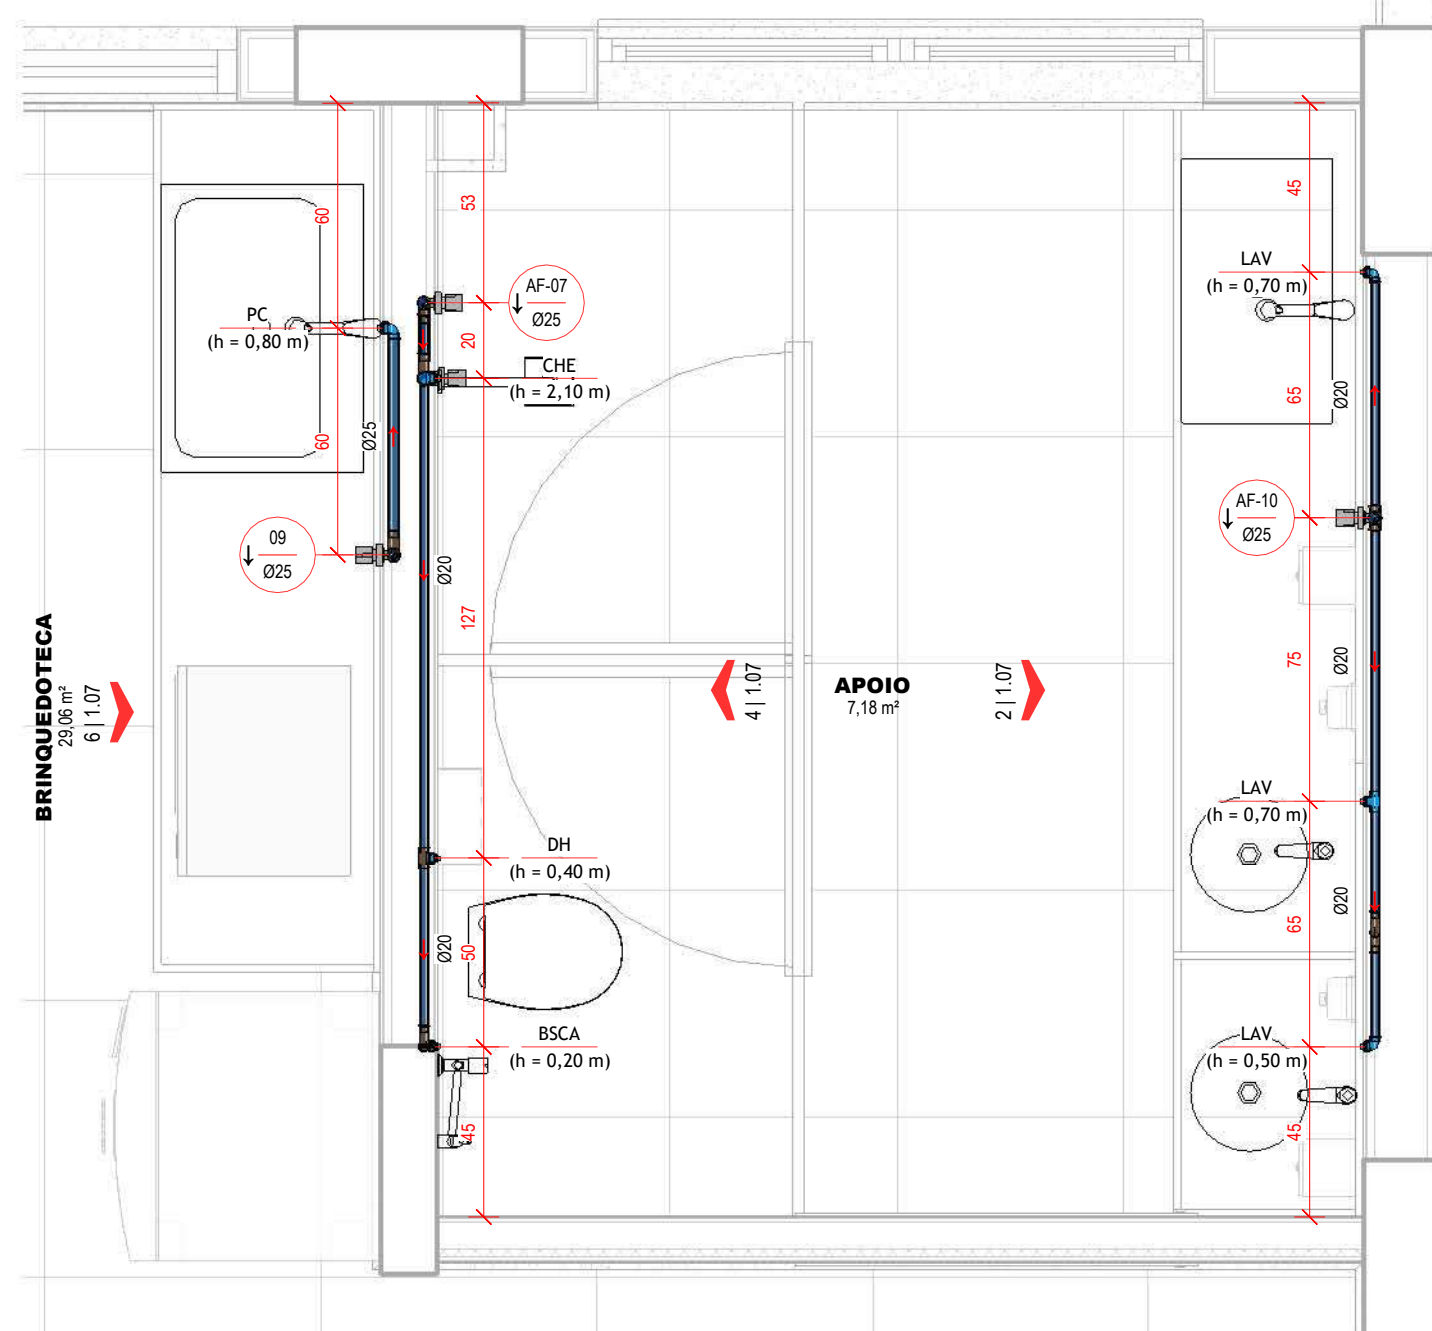 60
53
45
AF-07
Ø25
LAV
(h = 0,70 m)
PC
(h = 0,80 m)
20
CHE
(h = 2,10 m)
65
Ø20
60
Ø25
AF-10
Ø25
09
Ø25
Ø20
127
BRINQUEDOTECA
29,06 m²
6 | 1.07
4 | 1.07
APOIO
7,18 m²
2 | 1.07
75
Ø20
LAV
(h = 0,70 m)
DH
(h = 0,40 m)
Ø20
50
65
Ø20
BSCA
(h = 0,20 m)
LAV
(h = 0,50 m)
45
45